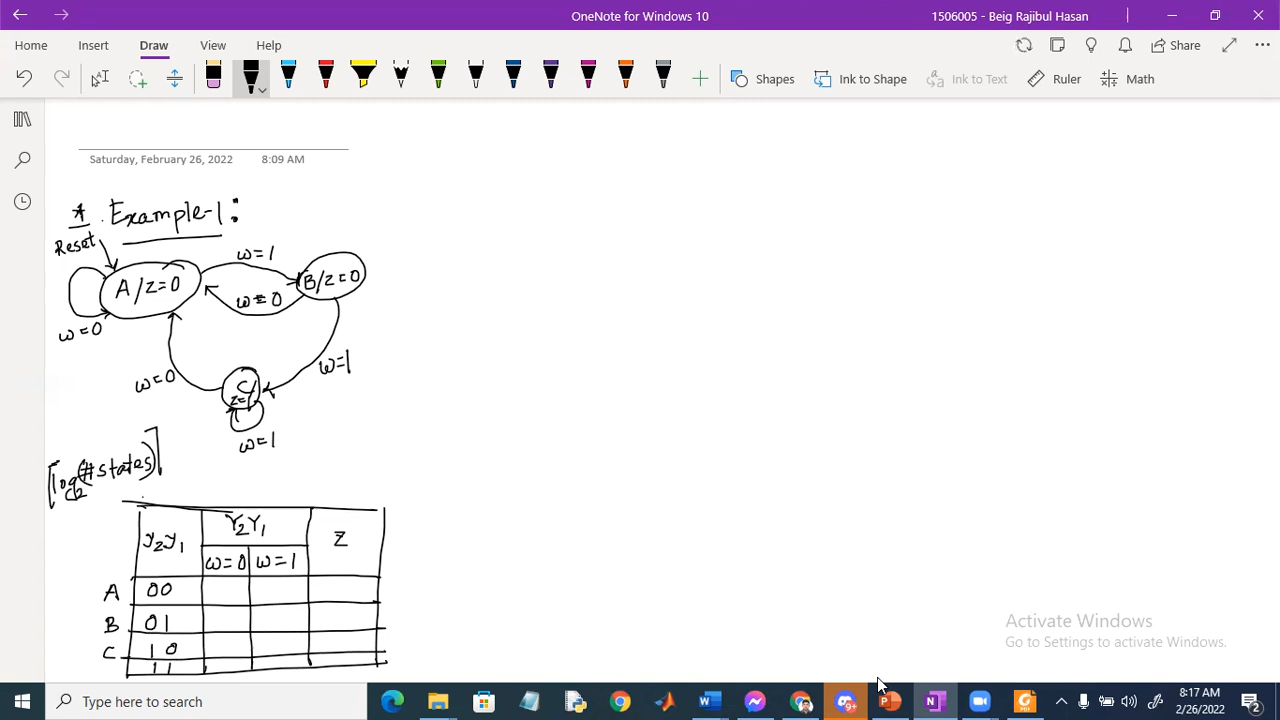 OneNote for Windows 10
1506005 - Beig Rajibul Hasan
Home Insert Draw View Help
Share
Shapes
Ink to Shape
Ink to Text
Ruler
Math
Saturday, February 26, 2022 8:09 AM
* Example-1:
Reset
A/z=0
w=1
B/z=0
w=0
w=0
w=0
w=1
C/
z=1
w=1
⌈log2(#states)⌉
y2y1 Y2Y1 z
w=0 w=1
A 00
B 01
C 10
11
Activate Windows
Go to Settings to activate Windows.
Type here to search
9+
8:17 AM
2/26/2022
2